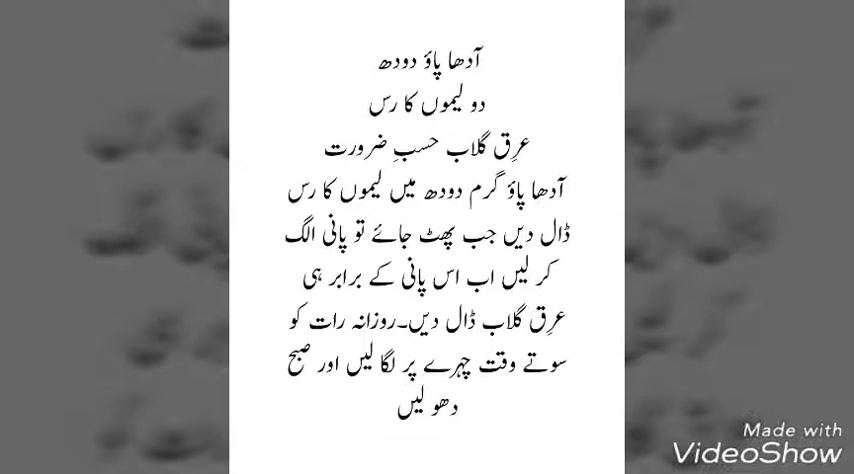 آدھا پاؤ دودھ
دو لیموں کا رس
عرِق گلاب حسبِ ضرورت
آدھا پاؤ گرم دودھ میں لیموں کا رس
ڈال دیں جب پھٹ جائے تو پانی الگ
کر لیں اب اس پانی کے برابر ہی
عرِق گلاب ڈال دیں۔روزانہ رات کو
سوتے وقت چہرے پر لگا لیں اور صبح
دھو لیں
Made with
VideoShow